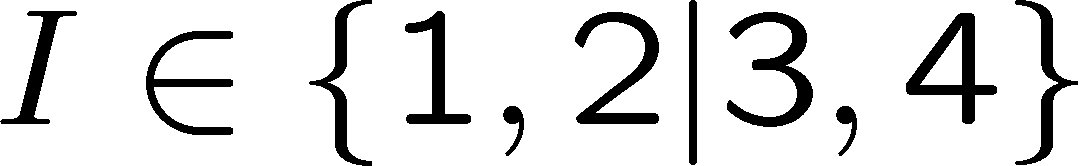 I ∈ {1, 2|3, 4}